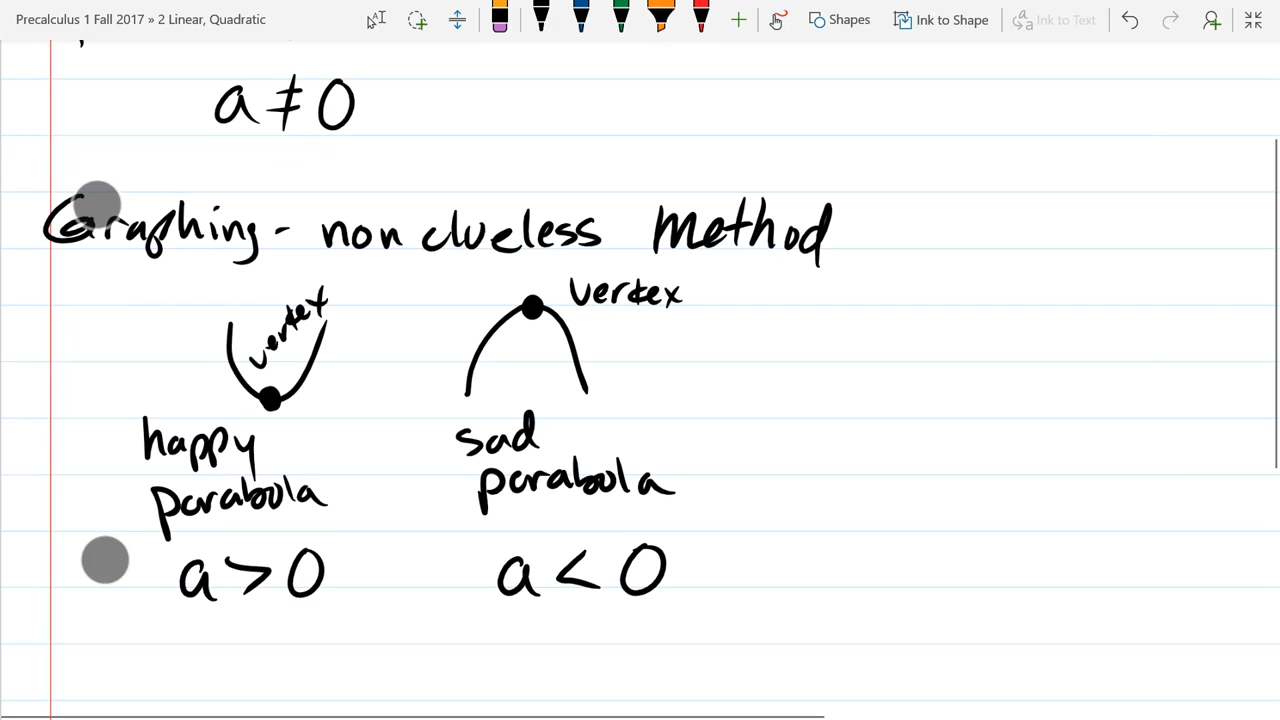 Precalculus 1 Fall 2017 » 2 Linear, Quadratic
Shapes
Ink to Shape
Ink to Text
a ≠ 0
Graphing - non clueless Method
vertex
vertex
happy
parabola
sad
parabola
a > 0
a < 0